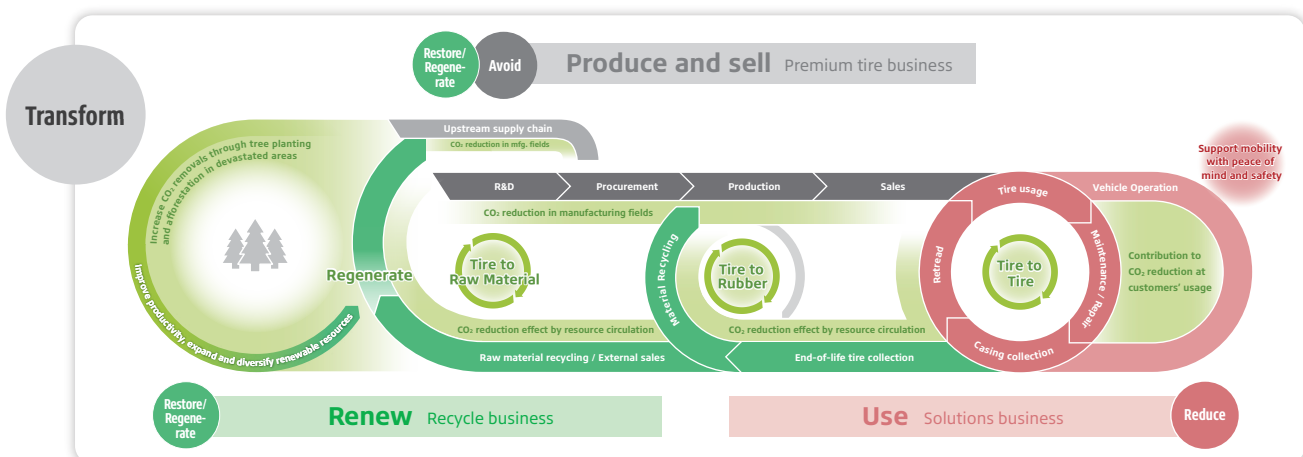 Transform
Restore/
Regene-
rate
Avoid
Produce and sell Premium tire business
Upstream supply chain
CO₂ reduction in mfg. fields
Increase CO₂ removals through tree planting
and afforestation in devastated areas
Improve productivity, expand and diversify renewable resources
R&D
Procurement
Production
Sales
CO₂ reduction in manufacturing fields
Regenerate
Tire to
Raw Material
Material Recycling
Tire to
Rubber
Retread
Tire usage
Maintenance / Repair
Casing collection
Tire to
Tire
Vehicle Operation
Support mobility
with peace of
mind and safety
Contribution to
CO₂ reduction at
customers' usage
CO₂ reduction effect by resource circulation
CO₂ reduction effect by resource circulation
Raw material recycling / External sales
End-of-life tire collection
Restore/
Regene-
rate
Renew Recycle business
Use Solutions business
Reduce